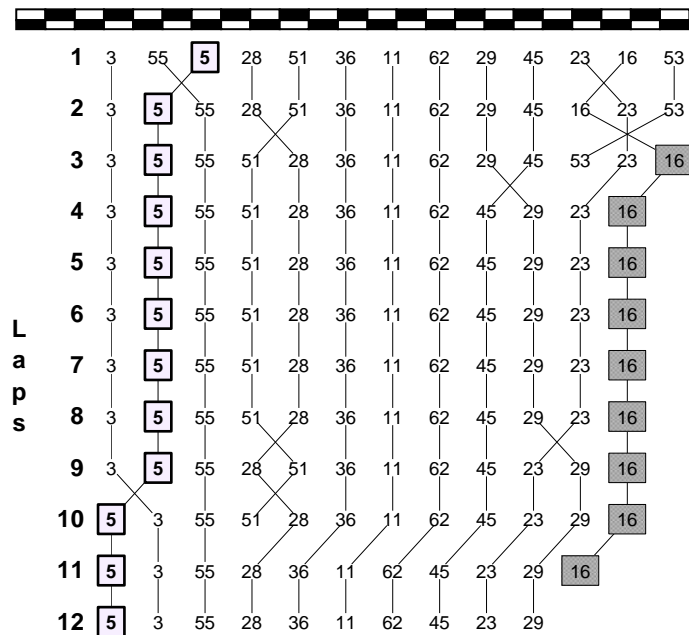 1 3 55 5 28 51 36 11 62 29 45 23 16 53
2 3 5 55 28 51 36 11 62 29 45 16 23 53
3 3 5 55 51 28 36 11 62 29 45 53 23 16
4 3 5 55 51 28 36 11 62 45 29 23 16
5 3 5 55 51 28 36 11 62 45 29 23 16
6 3 5 55 51 28 36 11 62 45 29 23 16
7 3 5 55 51 28 36 11 62 45 29 23 16
8 3 5 55 51 28 36 11 62 45 29 23 16
9 3 5 55 28 51 36 11 62 45 23 29 16
10 5 3 55 51 28 36 11 62 45 23 29 16
11 5 3 55 28 36 11 62 45 23 29 16
12 5 3 55 28 36 11 62 45 23 29
Laps